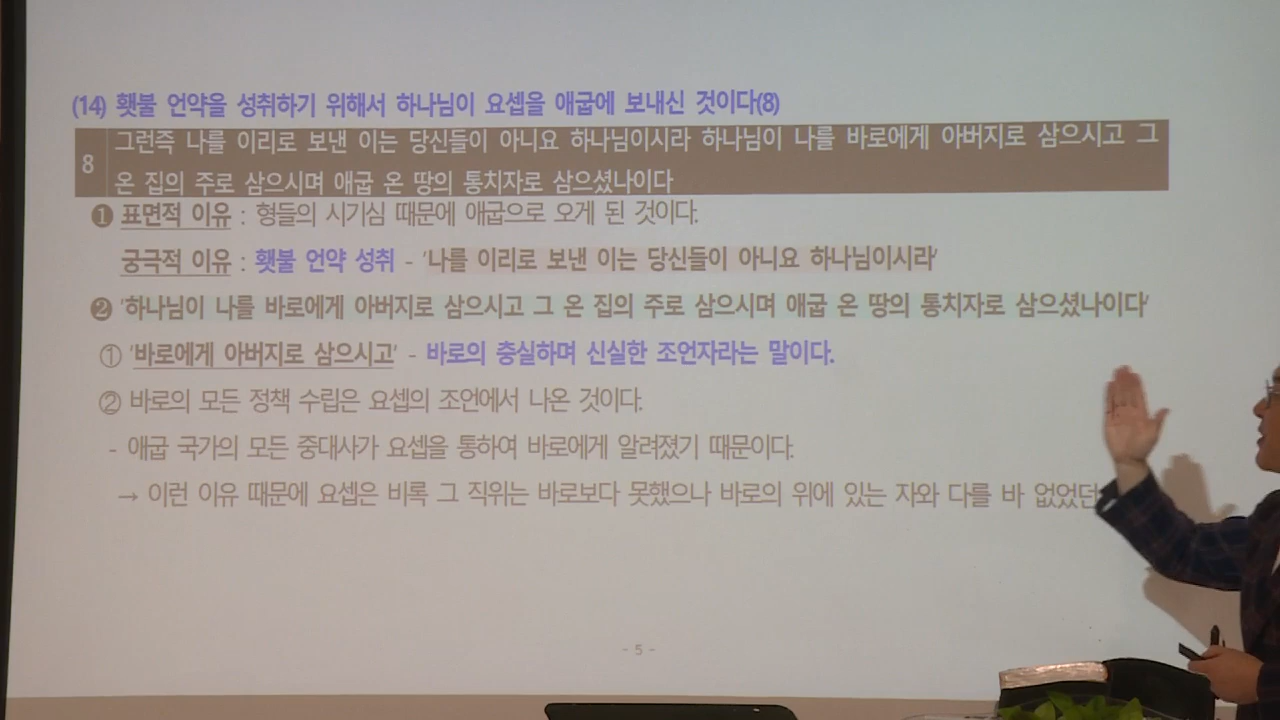 (14) 횃불 언약을 성취하기 위해서 하나님이 요셉을 애굽에 보내신 것이다(8)
8 그런즉 나를 이리로 보낸 이는 당신들이 아니요 하나님이시라 하나님이 나를 바로에게 아버지로 삼으시고 그
온 집의 주로 삼으시며 애굽 온 땅의 통치자로 삼으셨나이다
❶ 표면적 이유 : 형들의 시기심 때문에 애굽으로 오게 된 것이다.
궁극적 이유 : 횃불 언약 성취 - '나를 이리로 보낸 이는 당신들이 아니요 하나님이시라'
❷ '하나님이 나를 바로에게 아버지로 삼으시고 그 온 집의 주로 삼으시며 애굽 온 땅의 통치자로 삼으셨나이다'
① '바로에게 아버지로 삼으시고' - 바로의 충실하며 신실한 조언자라는 말이다.
② 바로의 모든 정책 수립은 요셉의 조언에서 나온 것이다.
- 애굽 국가의 모든 중대사가 요셉을 통하여 바로에게 알려졌기 때문이다.
→ 이런 이유 때문에 요셉은 비록 그 직위는 바로보다 못했으나 바로의 위에 있는 자와 다를 바 없었던
- 5 -